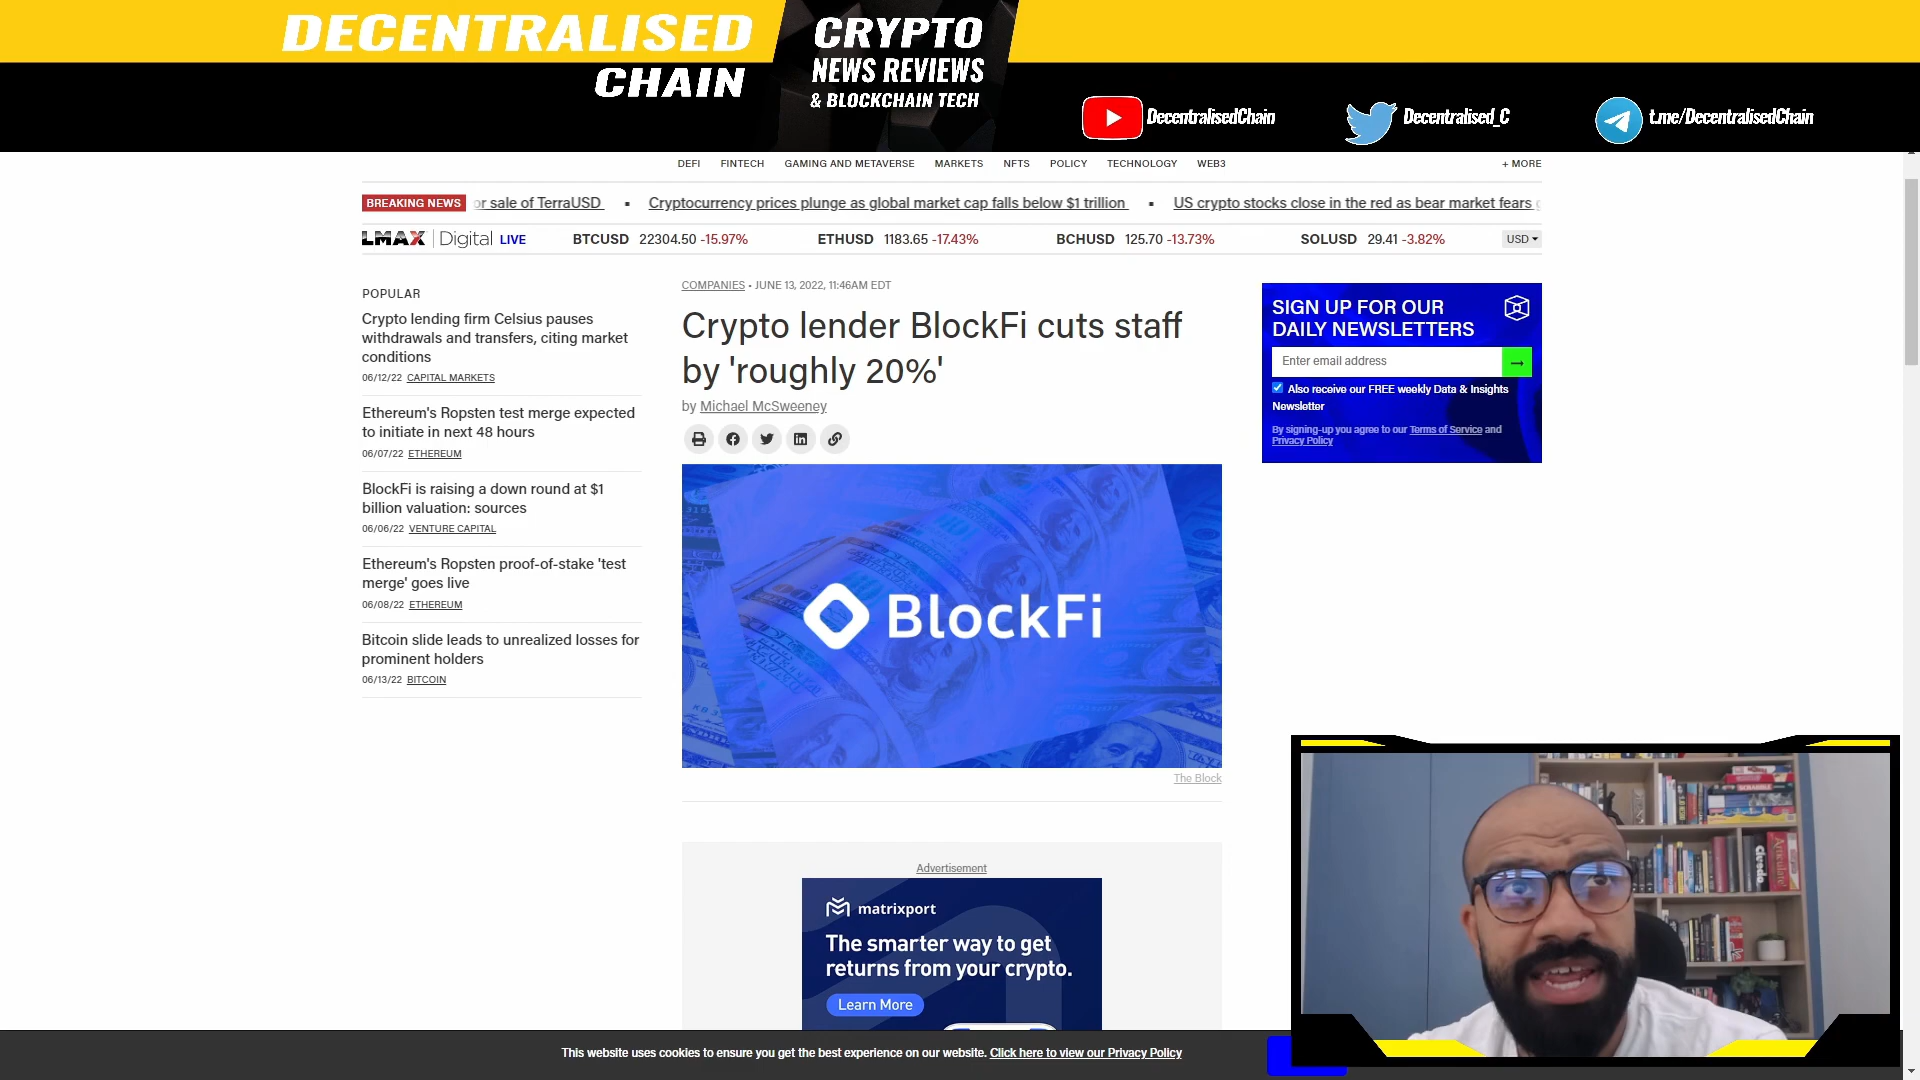 DECENTRALISED
CHAIN
CRYPTO
NEWS REVIEWS
& BLOCKCHAIN TECH
DecentralisedChain
Decentralised_C
t.me/DecentralisedChain
DEFI FINTECH GAMING AND METAVERSE MARKETS NFTS POLICY TECHNOLOGY WEB3 + MORE
BREAKING NEWS or sale of TerraUSD ▪ Cryptocurrency prices plunge as global market cap falls below $1 trillion ▪ US crypto stocks close in the red as bear market fears
LMAX Digital LIVE BTCUSD 22304.50 -15.97% ETHUSD 1183.65 -17.43% BCHUSD 125.70 -13.73% SOLUSD 29.41 -3.82% USD
POPULAR
Crypto lending firm Celsius pauses
withdrawals and transfers, citing market
conditions
06/12/22 CAPITAL MARKETS
Ethereum's Ropsten test merge expected
to initiate in next 48 hours
06/07/22 ETHEREUM
BlockFi is raising a down round at $1
billion valuation: sources
06/06/22 VENTURE CAPITAL
Ethereum's Ropsten proof-of-stake 'test
merge' goes live
06/08/22 ETHEREUM
Bitcoin slide leads to unrealized losses for
prominent holders
06/13/22 BITCOIN
COMPANIES • JUNE 13, 2022, 11:46AM EDT
Crypto lender BlockFi cuts staff
by 'roughly 20%'
by Michael McSweeney
BlockFi
The Block
Advertisement
matrixport
The smarter way to get
returns from your crypto.
Learn More
SIGN UP FOR OUR
DAILY NEWSLETTERS
Enter email address
→
Also receive our FREE weekly Data & Insights
Newsletter
By signing-up you agree to our Terms of Service and
Privacy Policy
SCRABBLE
Articulate
Cluedo
This website uses cookies to ensure you get the best experience on our website. Click here to view our Privacy Policy